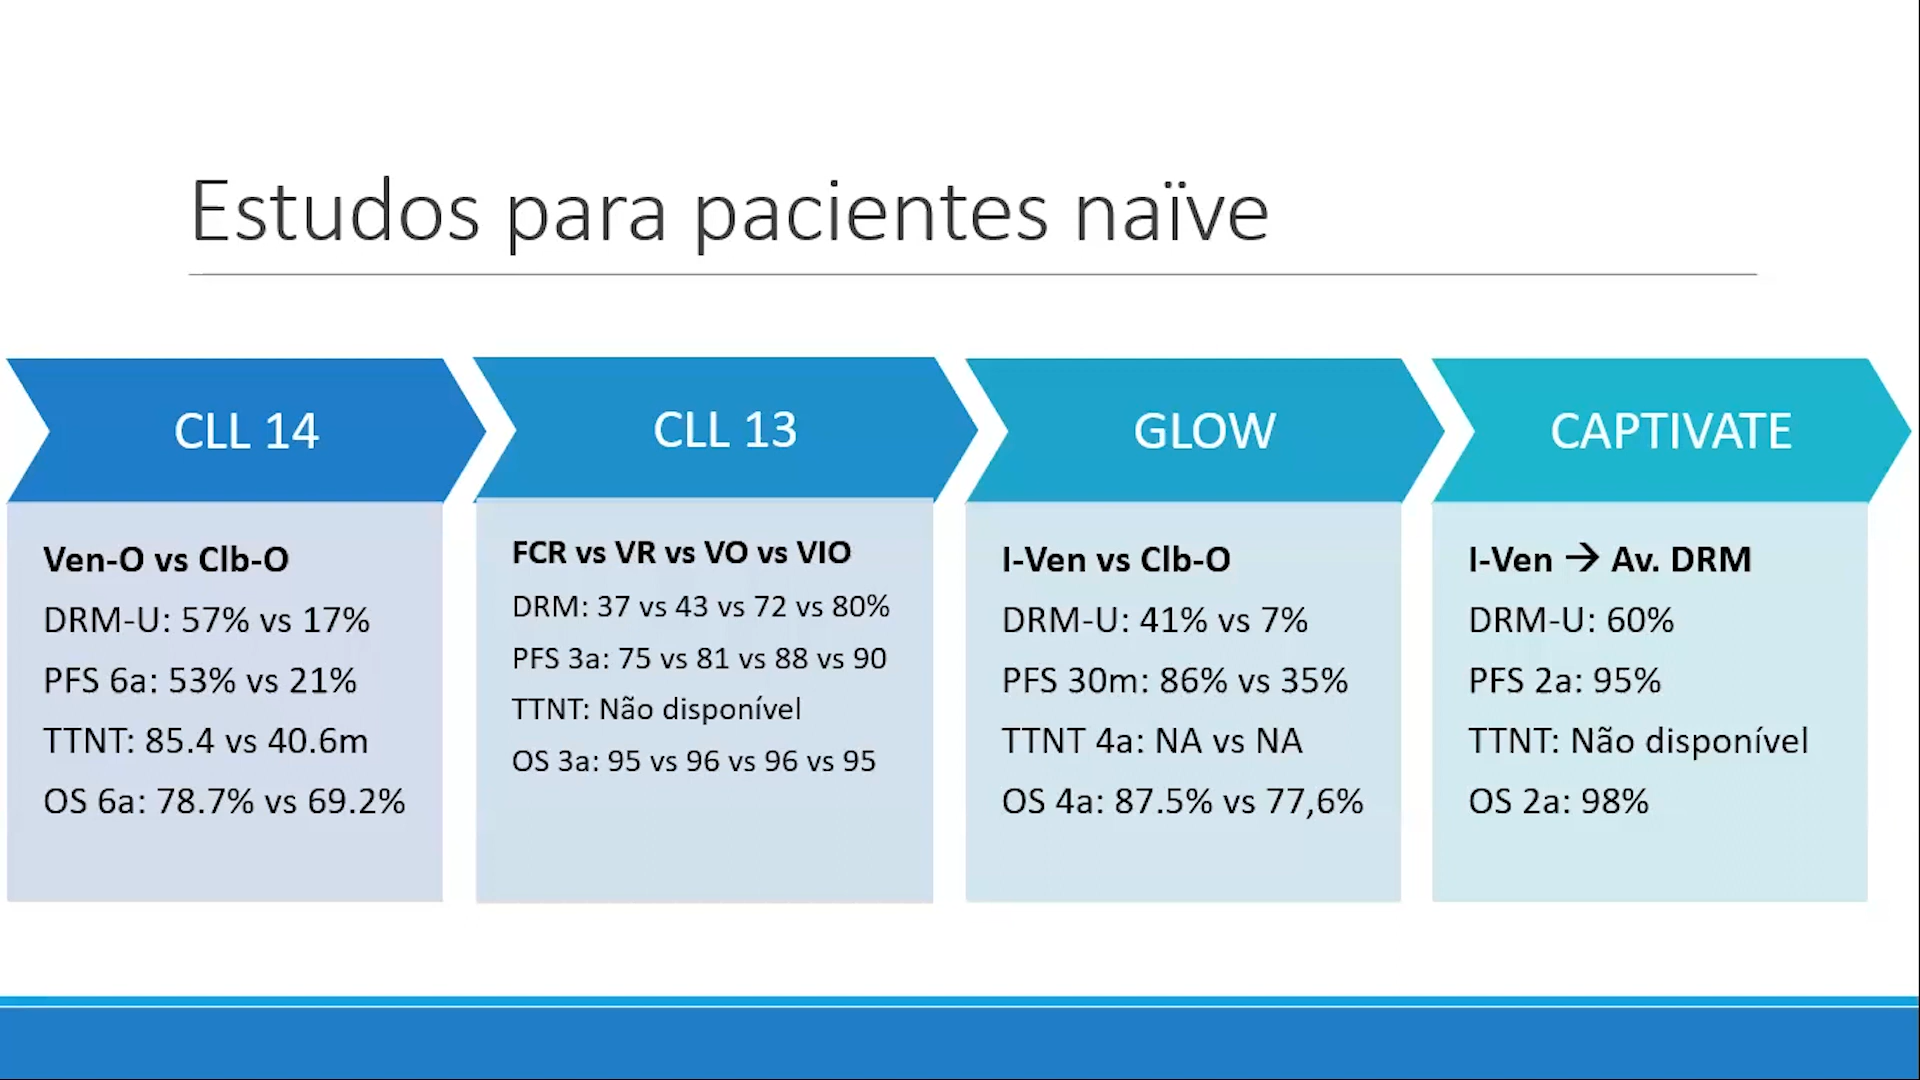 Estudos para pacientes naïve
CLL 14
Ven-O vs Clb-O
DRM-U: 57% vs 17%
PFS 6a: 53% vs 21%
TTNT: 85.4 vs 40.6m
OS 6a: 78.7% vs 69.2%
CLL 13
FCR vs VR vs VO vs VIO
DRM: 37 vs 43 vs 72 vs 80%
PFS 3a: 75 vs 81 vs 88 vs 90
TTNT: Não disponível
OS 3a: 95 vs 96 vs 96 vs 95
GLOW
I-Ven vs Clb-O
DRM-U: 41% vs 7%
PFS 30m: 86% vs 35%
TTNT 4a: NA vs NA
OS 4a: 87.5% vs 77,6%
CAPTIVATE
I-Ven → Av. DRM
DRM-U: 60%
PFS 2a: 95%
TTNT: Não disponível
OS 2a: 98%